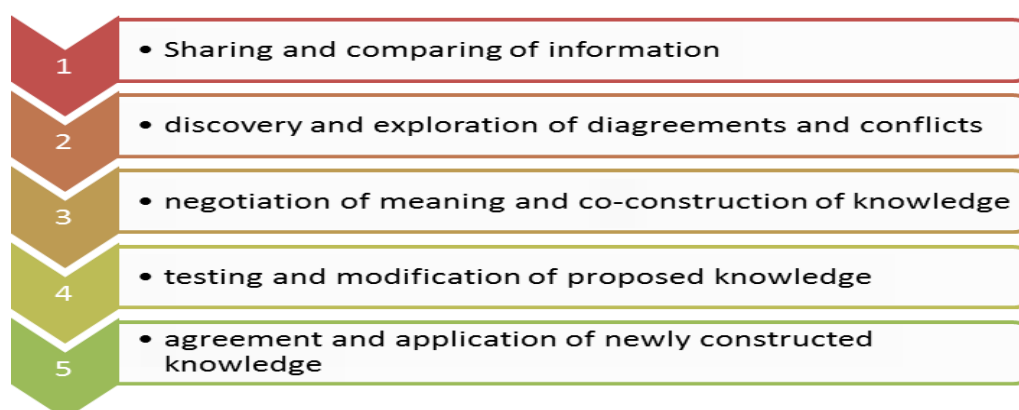 1
• Sharing and comparing of information
2
• discovery and exploration of diagreements and conflicts
3
• negotiation of meaning and co-construction of knowledge
4
• testing and modification of proposed knowledge
5
• agreement and application of newly constructed
knowledge